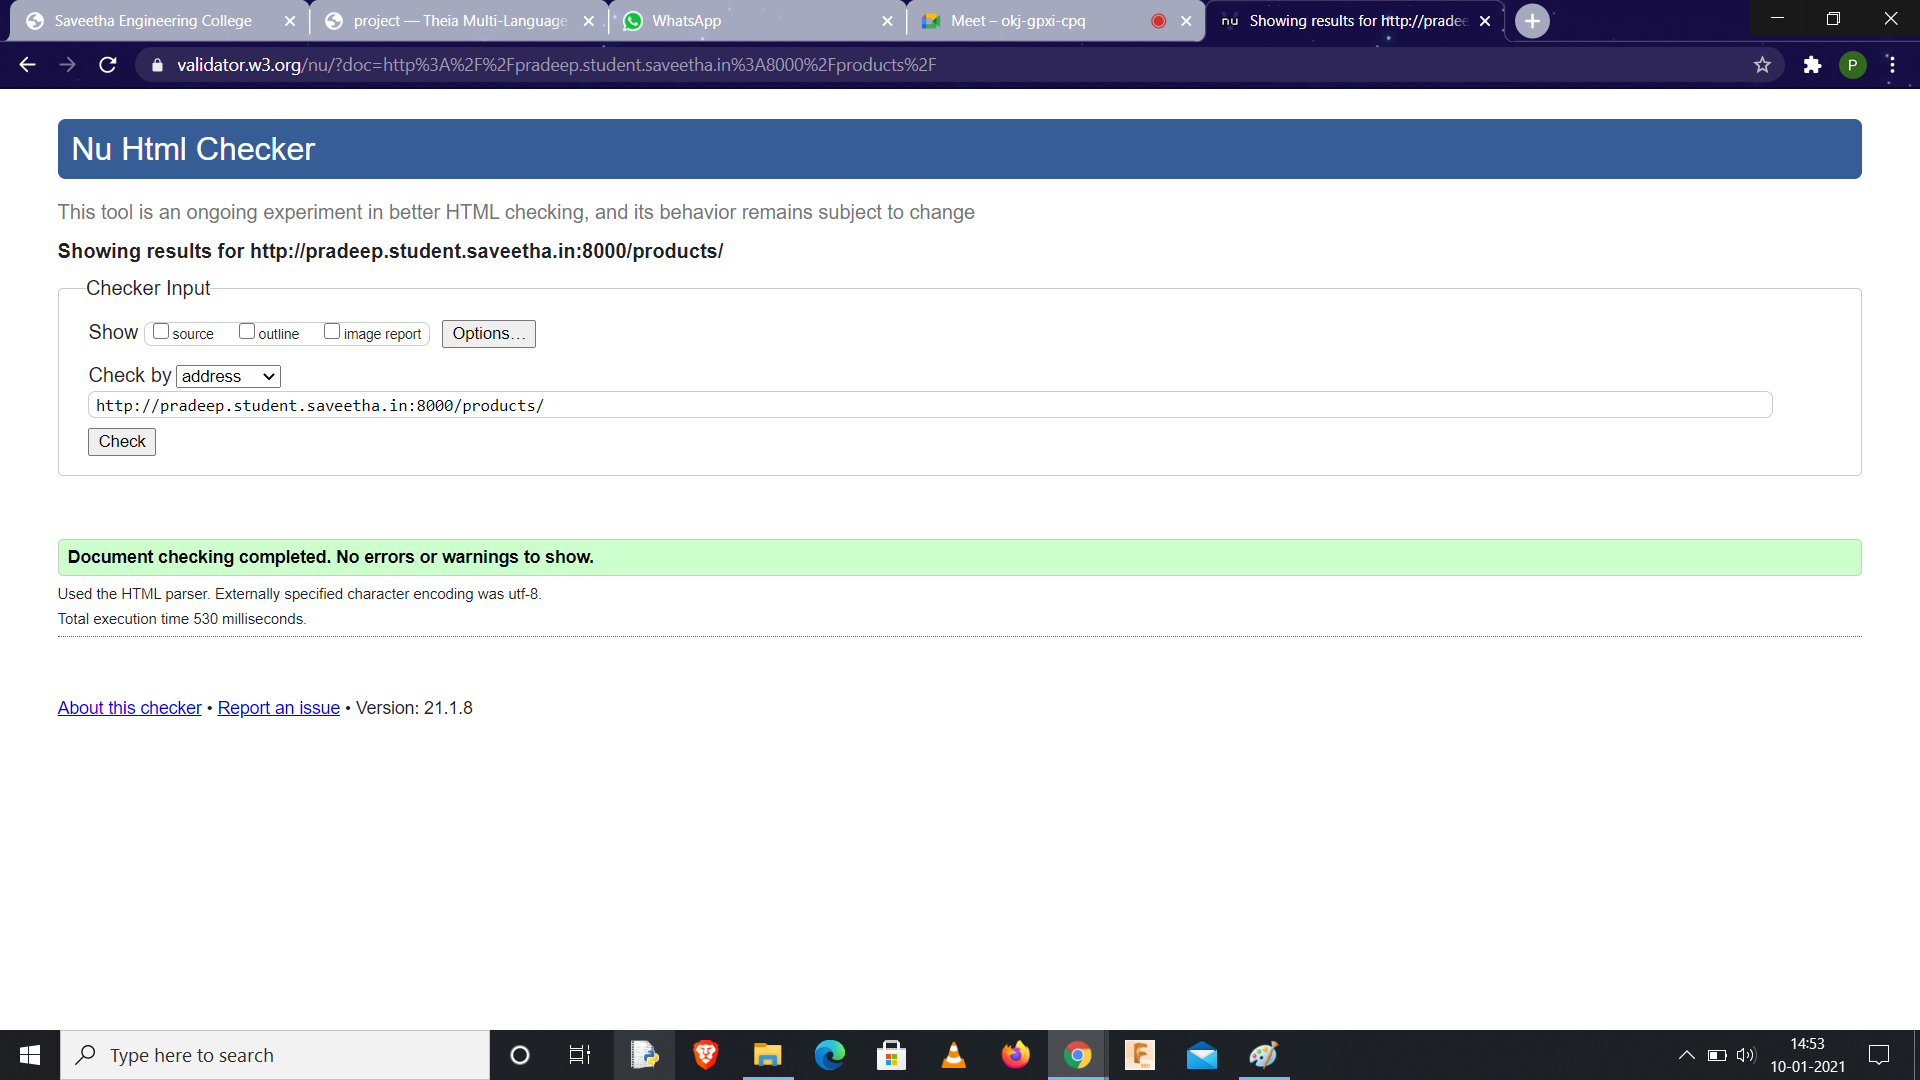 Saveetha Engineering College
project — Theia Multi-Language
WhatsApp
Meet – okj-gpxi-cpq
nu Showing results for http://pradee
validator.w3.org/nu/?doc=http%3A%2F%2Fpradeep.student.saveetha.in%3A8000%2Fproducts%2F
P
Nu Html Checker
This tool is an ongoing experiment in better HTML checking, and its behavior remains subject to change
Showing results for http://pradeep.student.saveetha.in:8000/products/
Checker Input
Show source outline image report Options...
Check by address
http://pradeep.student.saveetha.in:8000/products/
Check
Document checking completed. No errors or warnings to show.
Used the HTML parser. Externally specified character encoding was utf-8.
Total execution time 530 milliseconds.
About this checker • Report an issue • Version: 21.1.8
Type here to search
14:53
10-01-2021